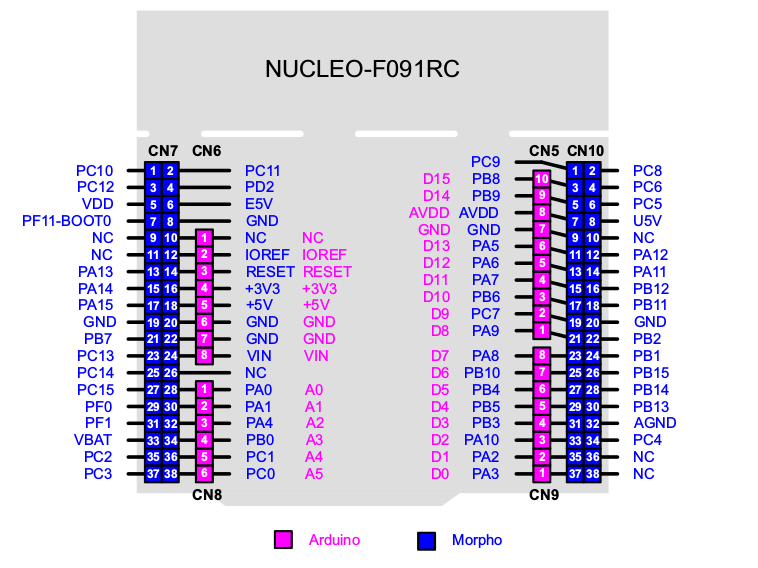 NUCLEO-F091RC
CN7 CN6 CN5 CN10
PC9
PC10 1 2 PC11 D15 PB8 10 1 2 PC8
PC12 3 4 PD2 D14 PB9 9 3 4 PC6
VDD 5 6 E5V AVDD AVDD 8 5 6 PC5
PF11-BOOT0 7 8 GND GND GND 7 7 8 U5V
NC 9 10 1 NC NC D13 PA5 6 9 10 NC
NC 11 12 2 IOREF IOREF D12 PA6 5 11 12 PA12
PA13 13 14 3 RESET RESET D11 PA7 4 13 14 PA11
PA14 15 16 4 +3V3 +3V3 D10 PB6 3 15 16 PB12
PA15 17 18 5 +5V +5V D9 PC7 2 17 18 PB11
GND 19 20 6 GND GND D8 PA9 1 19 20 GND
PB7 21 22 7 GND GND 21 22 PB2
PC13 23 24 8 VIN VIN D7 PA8 8 23 24 PB1
PC14 25 26 NC D6 PB10 7 25 26 PB15
PC15 27 28 1 PA0 A0 D5 PB4 6 27 28 PB14
PF0 29 30 2 PA1 A1 D4 PB5 5 29 30 PB13
PF1 31 32 3 PA4 A2 D3 PB3 4 31 32 AGND
VBAT 33 34 4 PB0 A3 D2 PA10 3 33 34 PC4
PC2 35 36 5 PC1 A4 D1 PA2 2 35 36 NC
PC3 37 38 6 PC0 A5 D0 PA3 1 37 38 NC
CN8 CN9
Arduino Morpho